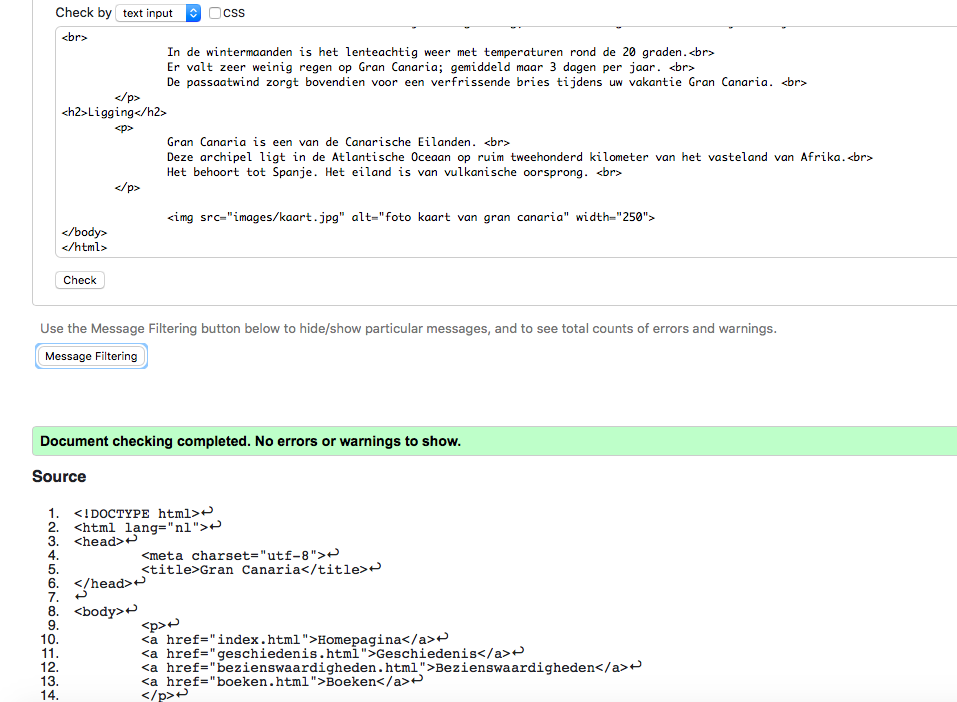 Check by text input CSS
<br>
In de wintermaanden is het lenteachtig weer met temperaturen rond de 20 graden.<br>
Er valt zeer weinig regen op Gran Canaria; gemiddeld maar 3 dagen per jaar. <br>
De passaatwind zorgt bovendien voor een verfrissende bries tijdens uw vakantie Gran Canaria. <br>
</p>
<h2>Ligging</h2>
<p>
Gran Canaria is een van de Canarische Eilanden. <br>
Deze archipel ligt in de Atlantische Oceaan op ruim tweehonderd kilometer van het vasteland van Afrika.<br>
Het behoort tot Spanje. Het eiland is van vulkanische oorsprong. <br>
</p>
<img src="images/kaart.jpg" alt="foto kaart van gran canaria" width="250">
</body>
</html>
Check
Use the Message Filtering button below to hide/show particular messages, and to see total counts of errors and warnings.
Message Filtering
Document checking completed. No errors or warnings to show.
Source
1. <!DOCTYPE html>↩
2. <html lang="nl">↩
3. <head>↩
4. <meta charset="utf-8">↩
5. <title>Gran Canaria</title>↩
6. </head>↩
7. ↩
8. <body>↩
9. <p>↩
10. <a href="index.html">Homepagina</a>↩
11. <a href="geschiedenis.html">Geschiedenis</a>↩
12. <a href="bezienswaardigheden.html">Bezienswaardigheden</a>↩
13. <a href="boeken.html">Boeken</a>↩
14. </p>↩